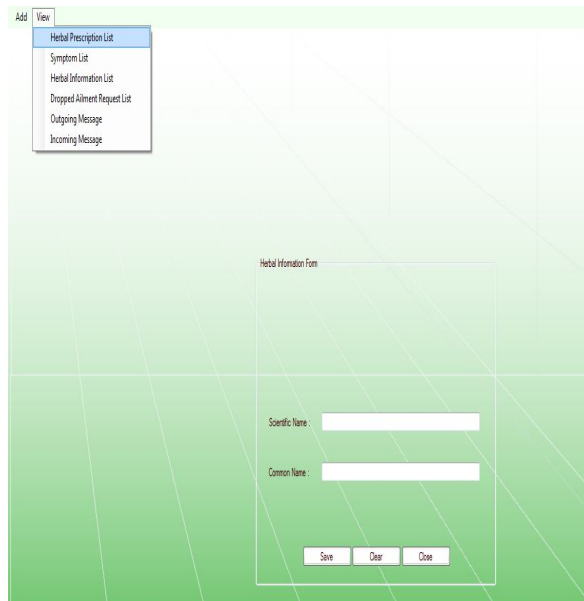 Add View
Herbal Prescription List
Symptom List
Herbal Information List
Dropped Ailment Request List
Outgoing Message
Incoming Message
Herbal Information Form
Scientific Name :
Common Name :
Save Clear Close